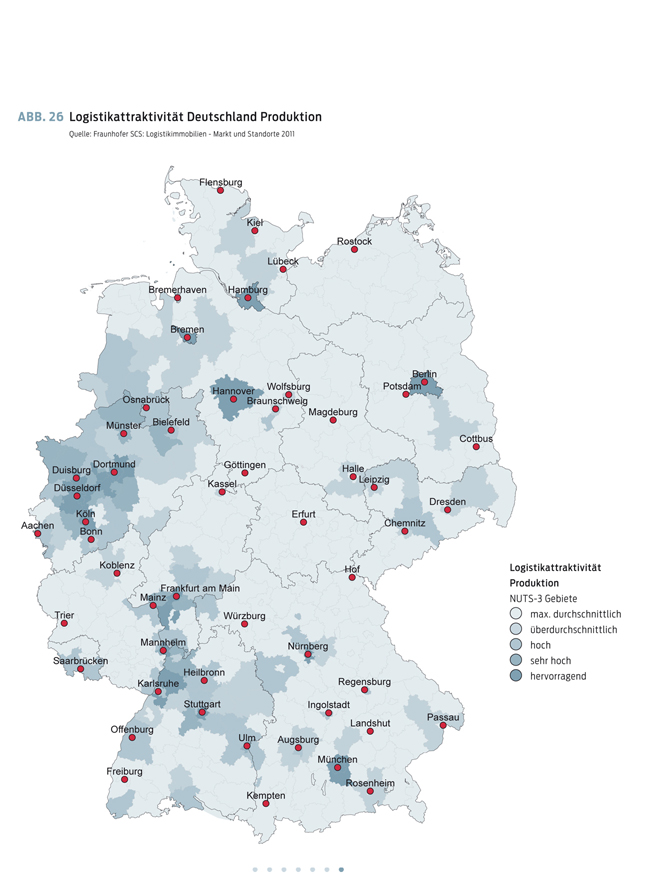 ABB. 26 Logistikattraktivität Deutschland Produktion
Quelle: Fraunhofer SCS: Logistikimmobilien - Markt und Standorte 2011
Flensburg
Kiel
Rostock
Lübeck
Bremerhaven
Hamburg
Bremen
Berlin
Potsdam
Hannover
Wolfsburg
Braunschweig
Osnabrück
Magdeburg
Münster
Bielefeld
Cottbus
Duisburg
Dortmund
Göttingen
Halle
Leipzig
Düsseldorf
Kassel
Dresden
Köln
Erfurt
Chemnitz
Aachen
Bonn
Koblenz
Hof
Frankfurt am Main
Mainz
Trier
Würzburg
Mannheim
Nürnberg
Saarbrücken
Heilbronn
Karlsruhe
Regensburg
Stuttgart
Ingolstadt
Passau
Offenburg
Landshut
Ulm
Augsburg
München
Freiburg
Rosenheim
Kempten
Logistikattraktivität
Produktion
NUTS-3 Gebiete
max. durchschnittlich
überdurchschnittlich
hoch
sehr hoch
hervorragend